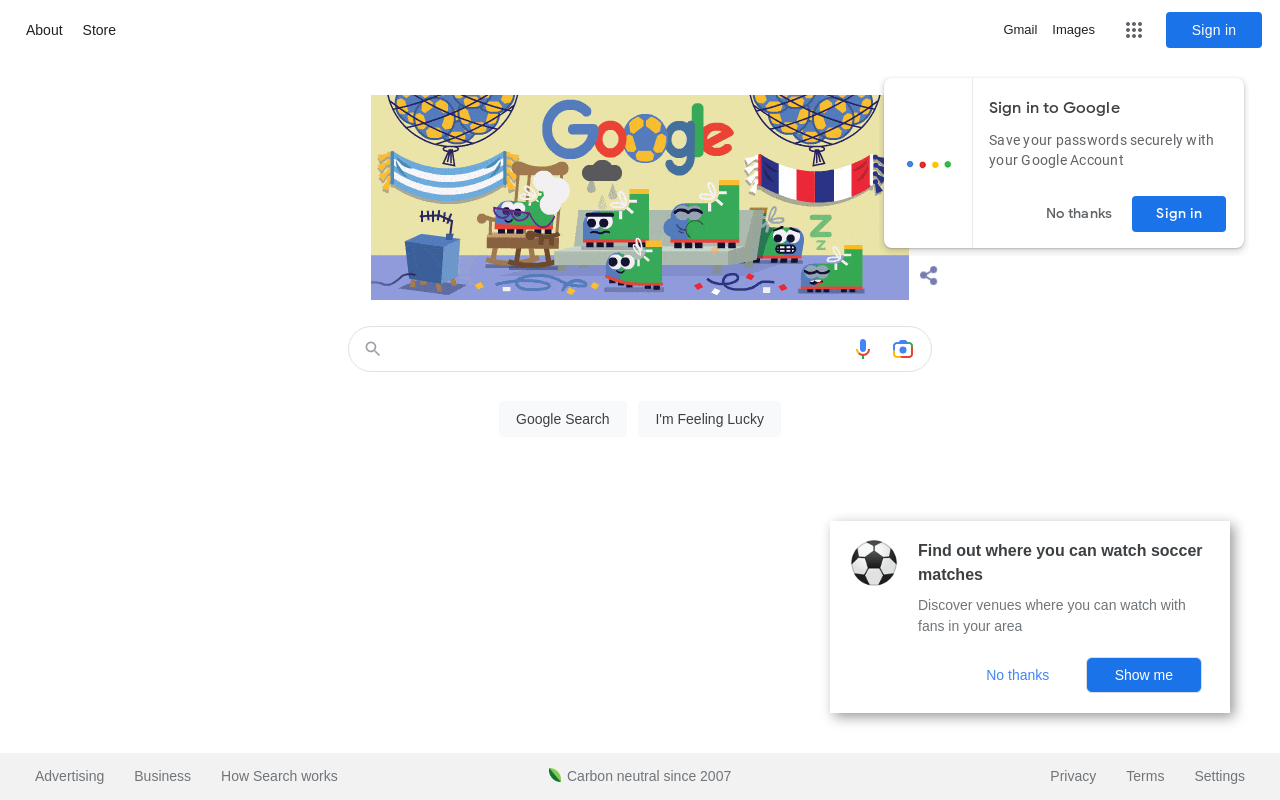 About Store Gmail Images Sign in
Google
Z
Z
Sign in to Google
Save your passwords securely with
your Google Account
No thanks Sign in
Google Search I'm Feeling Lucky
Find out where you can watch soccer
matches
Discover venues where you can watch with
fans in your area
No thanks Show me
Advertising Business How Search works Carbon neutral since 2007 Privacy Terms Settings